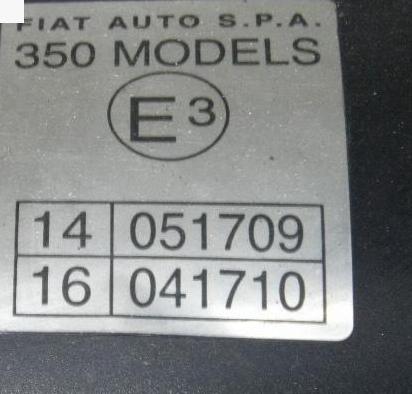 FIAT AUTO S.P.A.
350 MODELS
E3
14 051709
16 041710